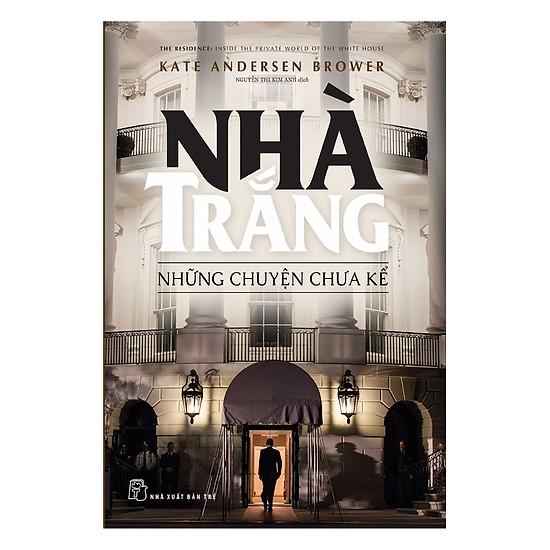 THE RESIDENCE: INSIDE THE PRIVATE WORLD OF THE WHITE HOUSE
KATE ANDERSEN BROWER
NGUYỄN THỊ KIM ANH dịch
NHÀ
TRẮNG
NHỮNG CHUYỆN CHƯA KỂ
NHÀ XUẤT BẢN TRẺ